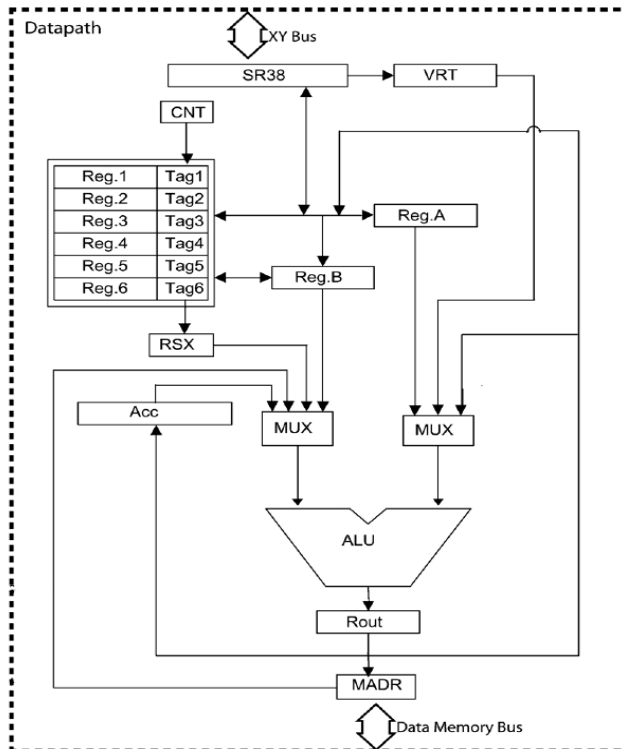 Datapath
XY Bus
SR38
VRT
CNT
Reg.1 Tag1
Reg.2 Tag2
Reg.3 Tag3
Reg.4 Tag4
Reg.5 Tag5
Reg.6 Tag6
Reg.A
Reg.B
RSX
Acc
MUX
MUX
ALU
Rout
MADR
Data Memory Bus